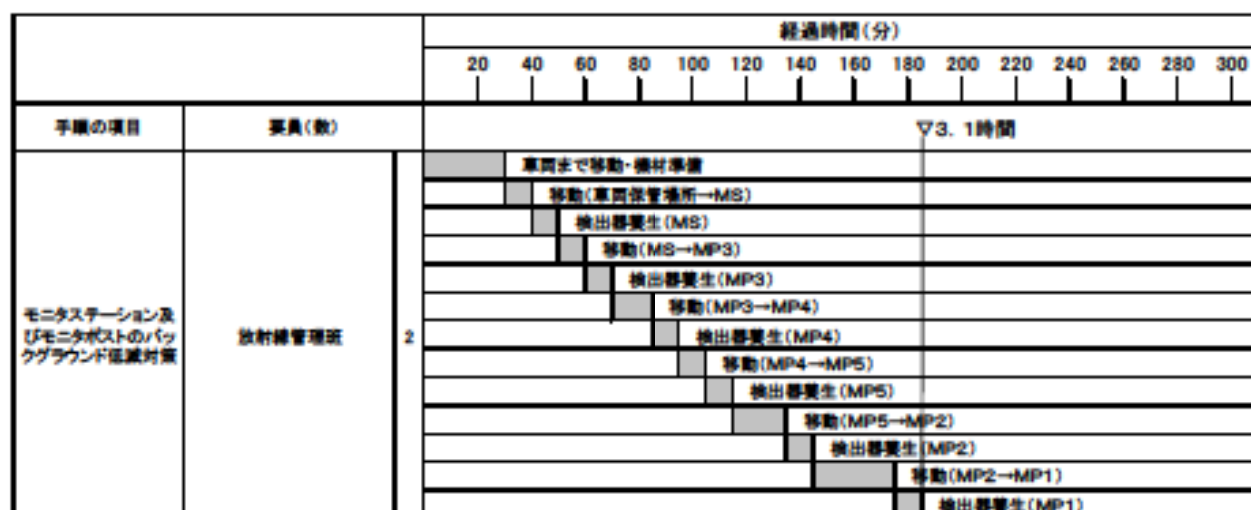 経過時間(分)
20 40 60 80 100 120 140 160 180 200 220 240 260 280 300
手順の項目 要員(数) ▽3.1時間
車両まで移動・機材準備
移動(車両保管場所→MS)
検出器養生(MS)
移動(MS→MP3)
検出器養生(MP3)
移動(MP3→MP4)
モニタステーション及
びモニタポストのバッ
クグラウンド低減対策
放射線管理班 2
検出器養生(MP4)
移動(MP4→MP5)
検出器養生(MP5)
移動(MP5→MP2)
検出器養生(MP2)
移動(MP2→MP1)
検出器養生(MP1)